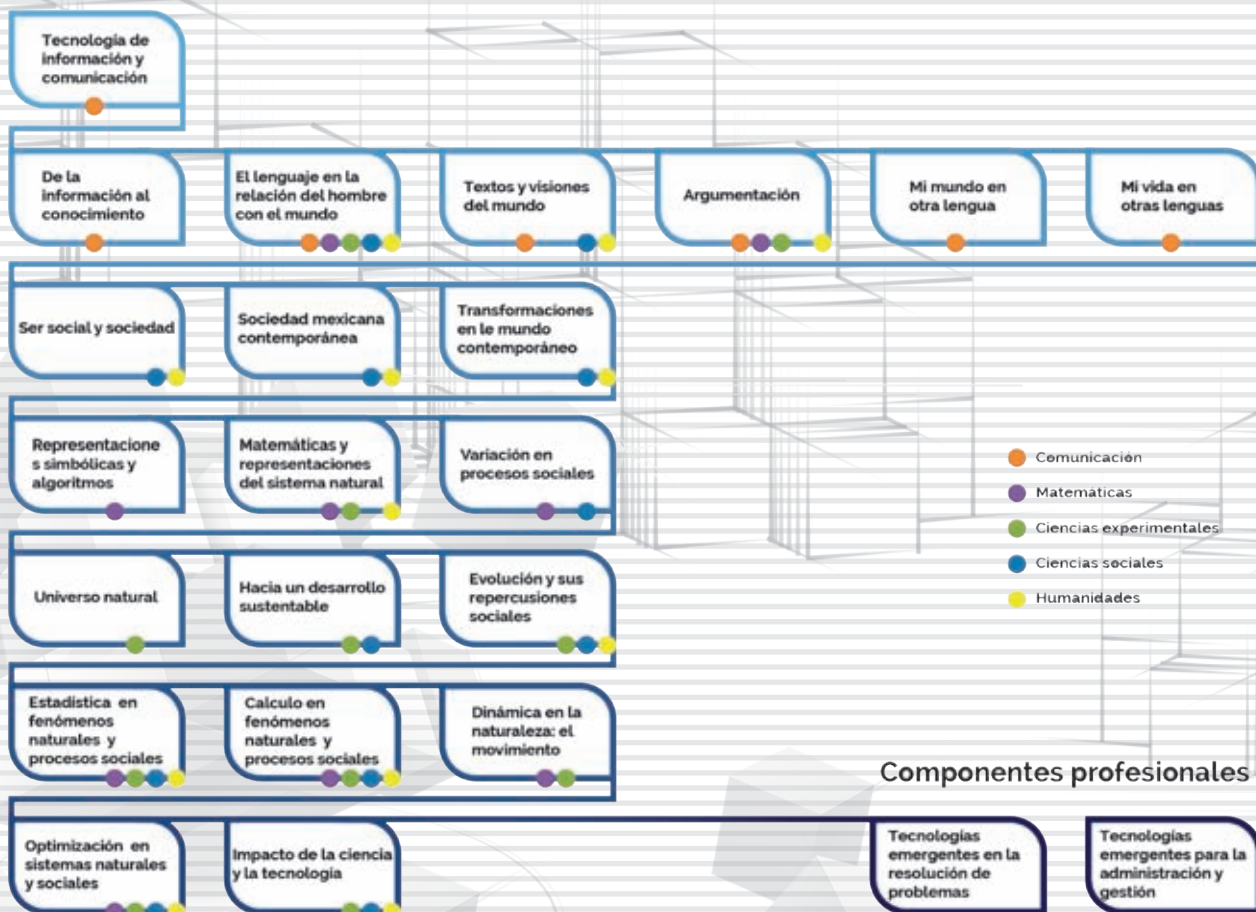 Tecnología de
información y
comunicación
De la
información al
conocimiento
El lenguaje en la
relación del hombre
con el mundo
Textos y visiones
del mundo
Argumentación
Mi mundo en
otra lengua
Mi vida en
otras lenguas
Ser social y sociedad
Sociedad mexicana
contemporánea
Transformaciones
en le mundo
contemporáneo
Representacione
s simbólicas y
algoritmos
Matemáticas y
representaciones
del sistema natural
Variación en
procesos sociales
Comunicación
Matemáticas
Ciencias experimentales
Ciencias sociales
Humanidades
Universo natural
Hacia un desarrollo
sustentable
Evolución y sus
repercusiones
sociales
Estadística en
fenómenos
naturales y
procesos sociales
Calculo en
fenómenos
naturales y
procesos sociales
Dinámica en la
naturaleza: el
movimiento
Componentes profesionales
Optimización en
sistemas naturales
y sociales
Impacto de la ciencia
y la tecnología
Tecnologías
emergentes en la
resolución de
problemas
Tecnologías
emergentes para la
administración y
gestión